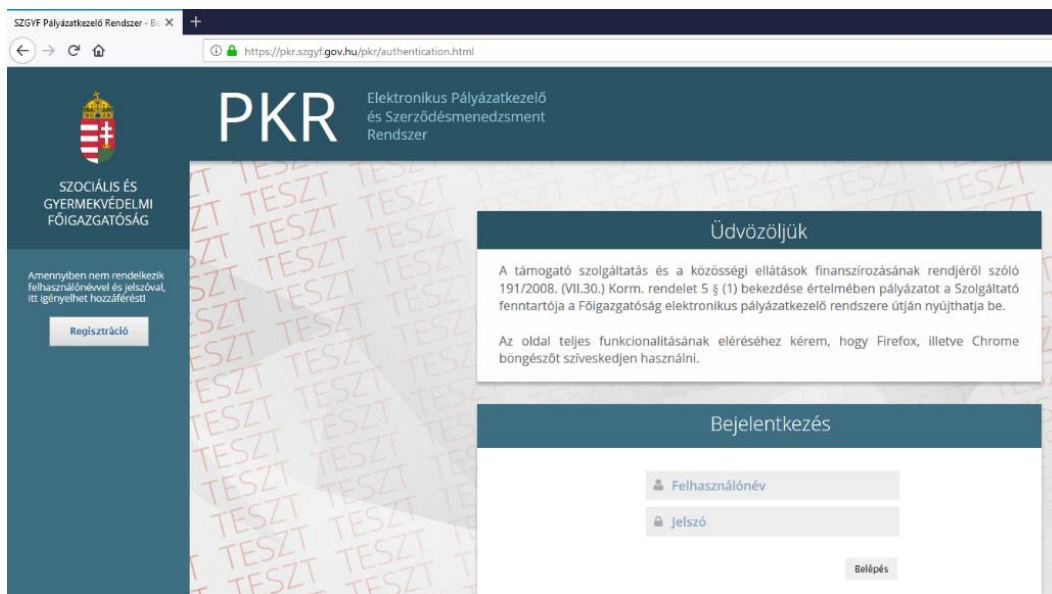 SZGYF Pályázatkezelő Rendszer - Be
https://pkr.szgyf.gov.hu/pkr/authentication.html
SZOCIÁLIS ÉS
GYERMEKVÉDELMI
FŐIGAZGATÓSÁG
Amennyiben nem rendelkezik
felhasználónévvel és jelszóval,
itt igényelhet hozzáférést!
Regisztráció
PKR
Elektronikus Pályázatkezelő
és Szerződésmenedzsment
Rendszer
TESZT
Üdvözöljük
A támogató szolgáltatás és a közösségi ellátások finanszírozásának rendjéről szóló
191/2008. (VII.30.) Korm. rendelet 5 § (1) bekezdése értelmében pályázatot a Szolgáltató
fenntartója a Főigazgatóság elektronikus pályázatkezelő rendszere útján nyújthatja be.
Az oldal teljes funkcionalitásának eléréséhez kérem, hogy Firefox, illetve Chrome
böngészőt szíveskedjen használni.
Bejelentkezés
Felhasználónév
Jelszó
Belépés